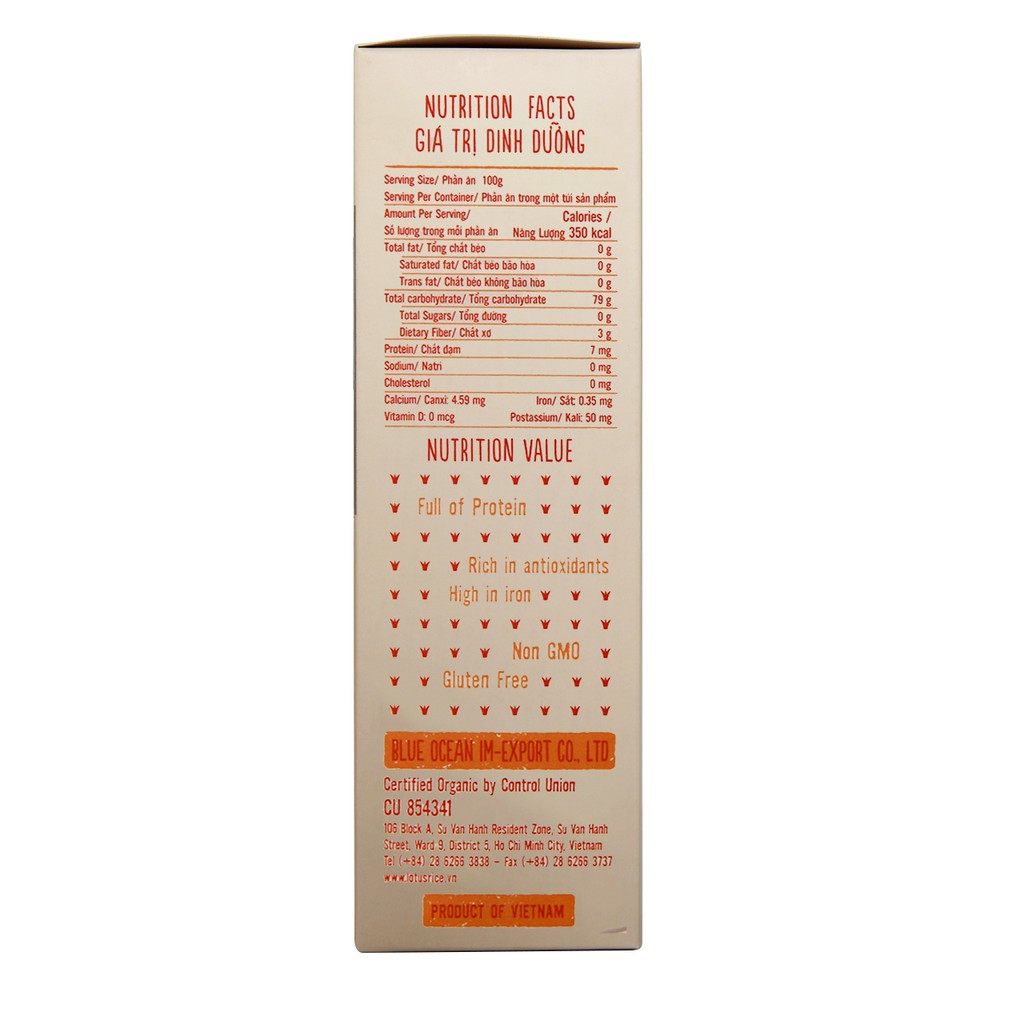 NUTRITION FACTS
GIÁ TRỊ DINH DƯỠNG
Serving Size/ Phần ăn 100g
Serving Per Container/ Phần ăn trong một túi sản phẩm
Amount Per Serving/ Calories /
Số lượng trong mỗi phần ăn Năng Lượng 350 kcal
Total fat/ Tổng chất béo 0 g
Saturated fat/ Chất béo bão hòa 0 g
Trans fat/ Chất béo không bão hòa 0 g
Total carbohydrate/ Tổng carbohydrate 79 g
Total Sugars/ Tổng đường 0 g
Dietary Fiber/ Chất xơ 3 g
Protein/ Chất đạm 7 mg
Sodium/ Natri 0 mg
Cholesterol 0 mg
Calcium/ Canxi: 4.59 mg Iron/ Sắt: 0.35 mg
Vitamin D: 0 mcg Postassium/ Kali: 50 mg
NUTRITION VALUE
Full of Protein
Rich in antioxidants
High in iron
Non GMO
Gluten Free
BLUE OCEAN IM-EXPORT CO., LTD
Certified Organic by Control Union
CU 854341
106 Block A, Su Van Hanh Resident Zone, Su Van Hanh
Street, Ward 9, District 5, Ho Chi Minh City, Vietnam
Tel (+84) 28 6266 3838 - Fax (+84) 28 6266 3737
www.lotusrice.vn
PRODUCT OF VIETNAM